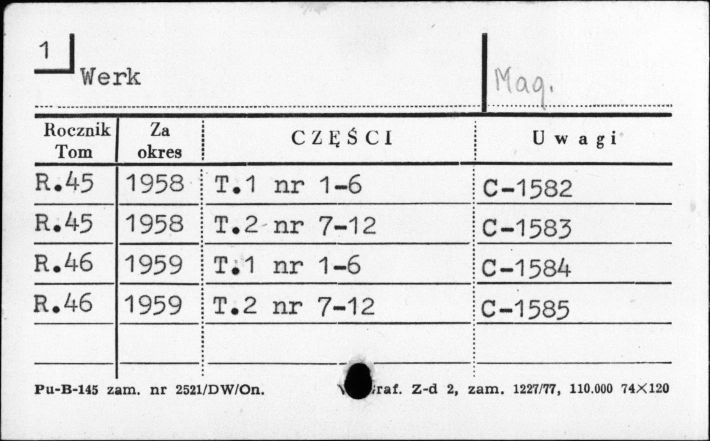 1
Werk
Mag.
Rocznik Tom Za okres CZĘŚCI Uwagi
R.45 1958 T.1 nr 1-6 C-1582
R.45 1958 T.2 nr 7-12 C-1583
R.46 1959 T.1 nr 1-6 C-1584
R.46 1959 T.2 nr 7-12 C-1585
Pu-B-145 zam. nr 2521/DW/On. raf. Z-d 2, zam. 1227/77, 110.000 74×120